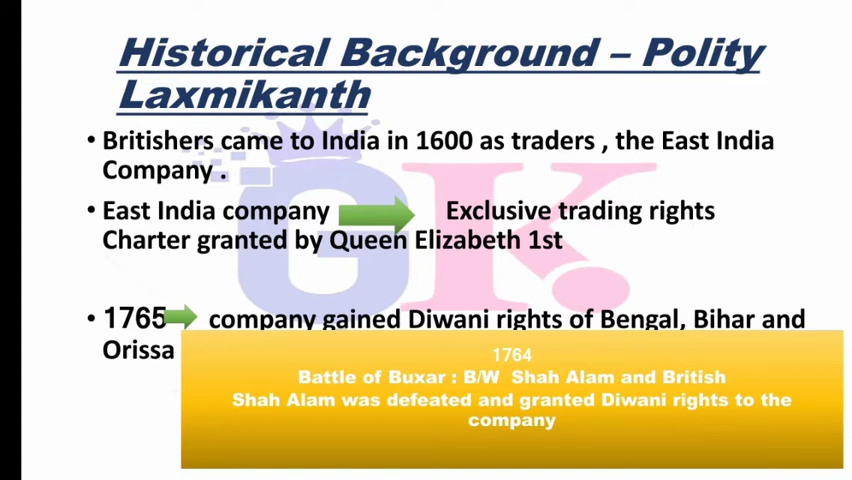 Historical Background – Polity
Laxmikanth
• Britishers came to India in 1600 as traders , the East India
Company .
• East India company Exclusive trading rights
Charter granted by Queen Elizabeth 1st
• 1765 company gained Diwani rights of Bengal, Bihar and
Orissa
1764
Battle of Buxar : B/W Shah Alam and British
Shah Alam was defeated and granted Diwani rights to the
company
GK